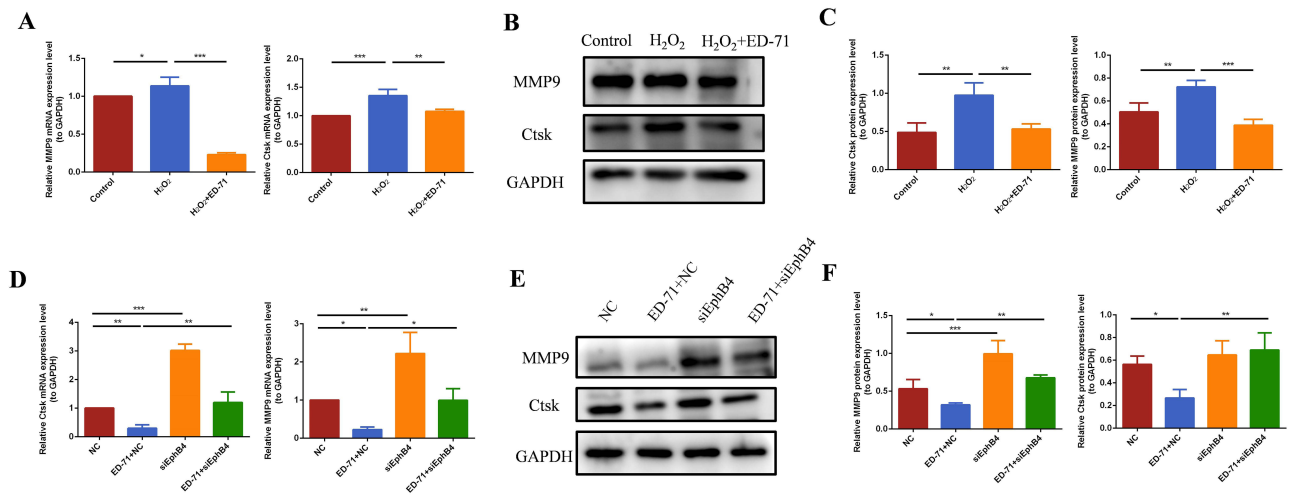 A
Relative MMP9 mRNA expression level
(to GAPDH)
1.5
1.0
0.5
0.0
*
***
Control
H₂O₂
H₂O₂+ED-71
Relative Ctsk mRNA expression level
(to GAPDH)
2.0
1.5
1.0
0.5
0.0
***
**
Control
H₂O₂
H₂O₂+ED-71
B
Control H₂O₂ H₂O₂+ED-71
MMP9
Ctsk
GAPDH
C
Relative Ctsk protein expression level
(to GAPDH)
1.5
1.0
0.5
0.0
**
**
Control
H₂O₂
H₂O₂+ED-71
Relative MMP9 protein expression level
(to GAPDH)
1.0
0.8
0.6
0.4
0.2
0.0
**
***
Control
H₂O₂
H₂O₂+ED-71
D
Relative Ctsk mRNA expression level
(to GAPDH)
4
3
2
1
0
***
**
**
NC
ED-71+NC
siEphB4
ED-71+siEphB4
Relative MMP9 mRNA expression level
(to GAPDH)
3
2
1
0
**
*
*
NC
ED-71+NC
siEphB4
ED-71+siEphB4
E
NC
ED-71+NC
siEphB4
ED-71+siEphB4
MMP9
Ctsk
GAPDH
F
Relative MMP9 protein expression level
(to GAPDH)
1.5
1.0
0.5
0.0
*
**
***
NC
ED-71+NC
siEphB4
ED-71+siEphB4
Relative Ctsk protein expression level
(to GAPDH)
1.0
0.8
0.6
0.4
0.2
0.0
*
**
NC
ED-71+NC
siEphB4
ED-71+siEphB4